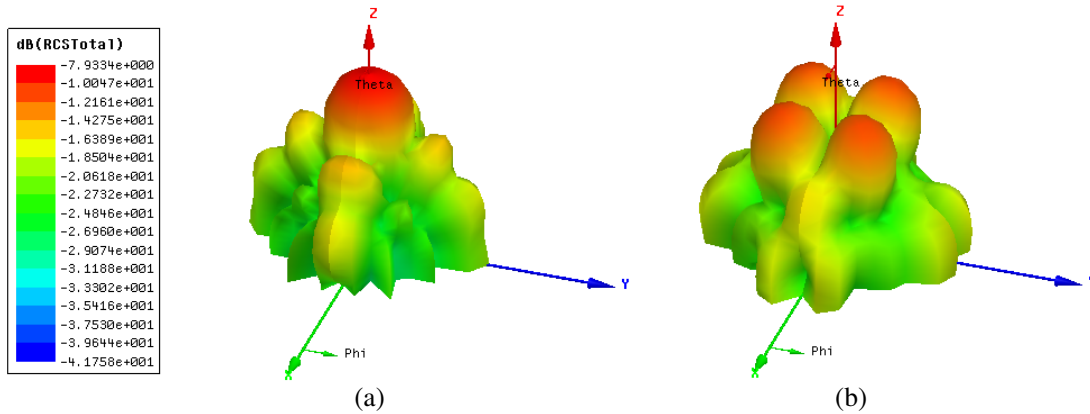 dB(RCSTotal)
-7.9334e+000
-1.0047e+001
-1.2161e+001
-1.4275e+001
-1.6389e+001
-1.8504e+001
-2.0618e+001
-2.2732e+001
-2.4846e+001
-2.6960e+001
-2.9074e+001
-3.1188e+001
-3.3302e+001
-3.5416e+001
-3.7530e+001
-3.9644e+001
-4.1758e+001
Z
Theta
Y
Phi
X
(a)
Z
Theta
Phi
X
(b)